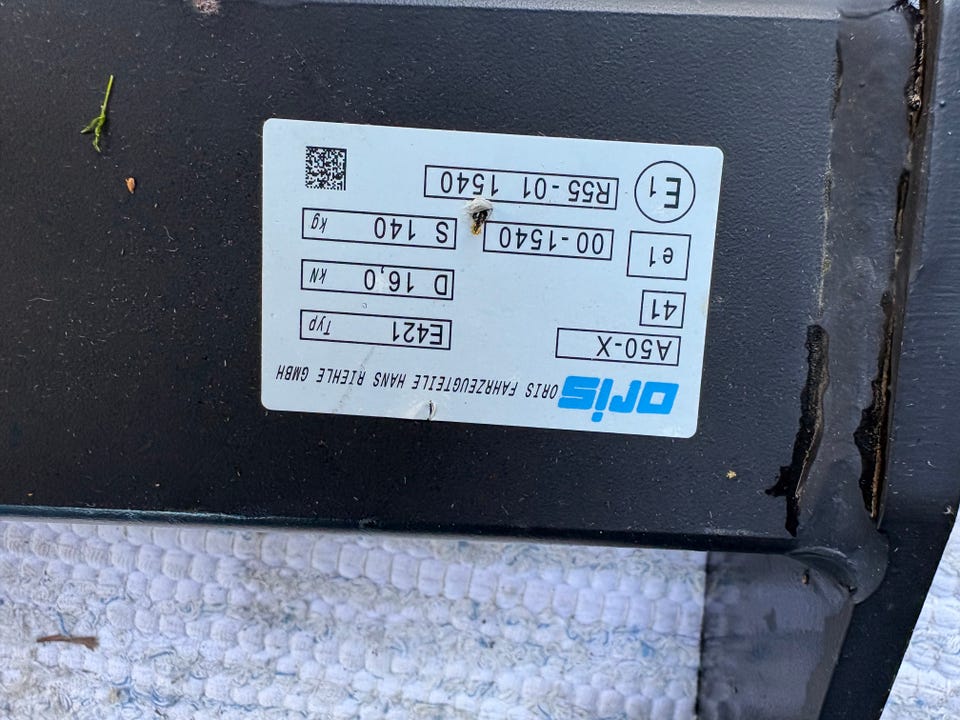 oris ORIS FAHRZEUGTEILE HANS RIEHLE GMBH
A50-X E421 Typ
41 D 16,0 kN
e1 00-1540 S 140 kg
E1 R55-01 1540